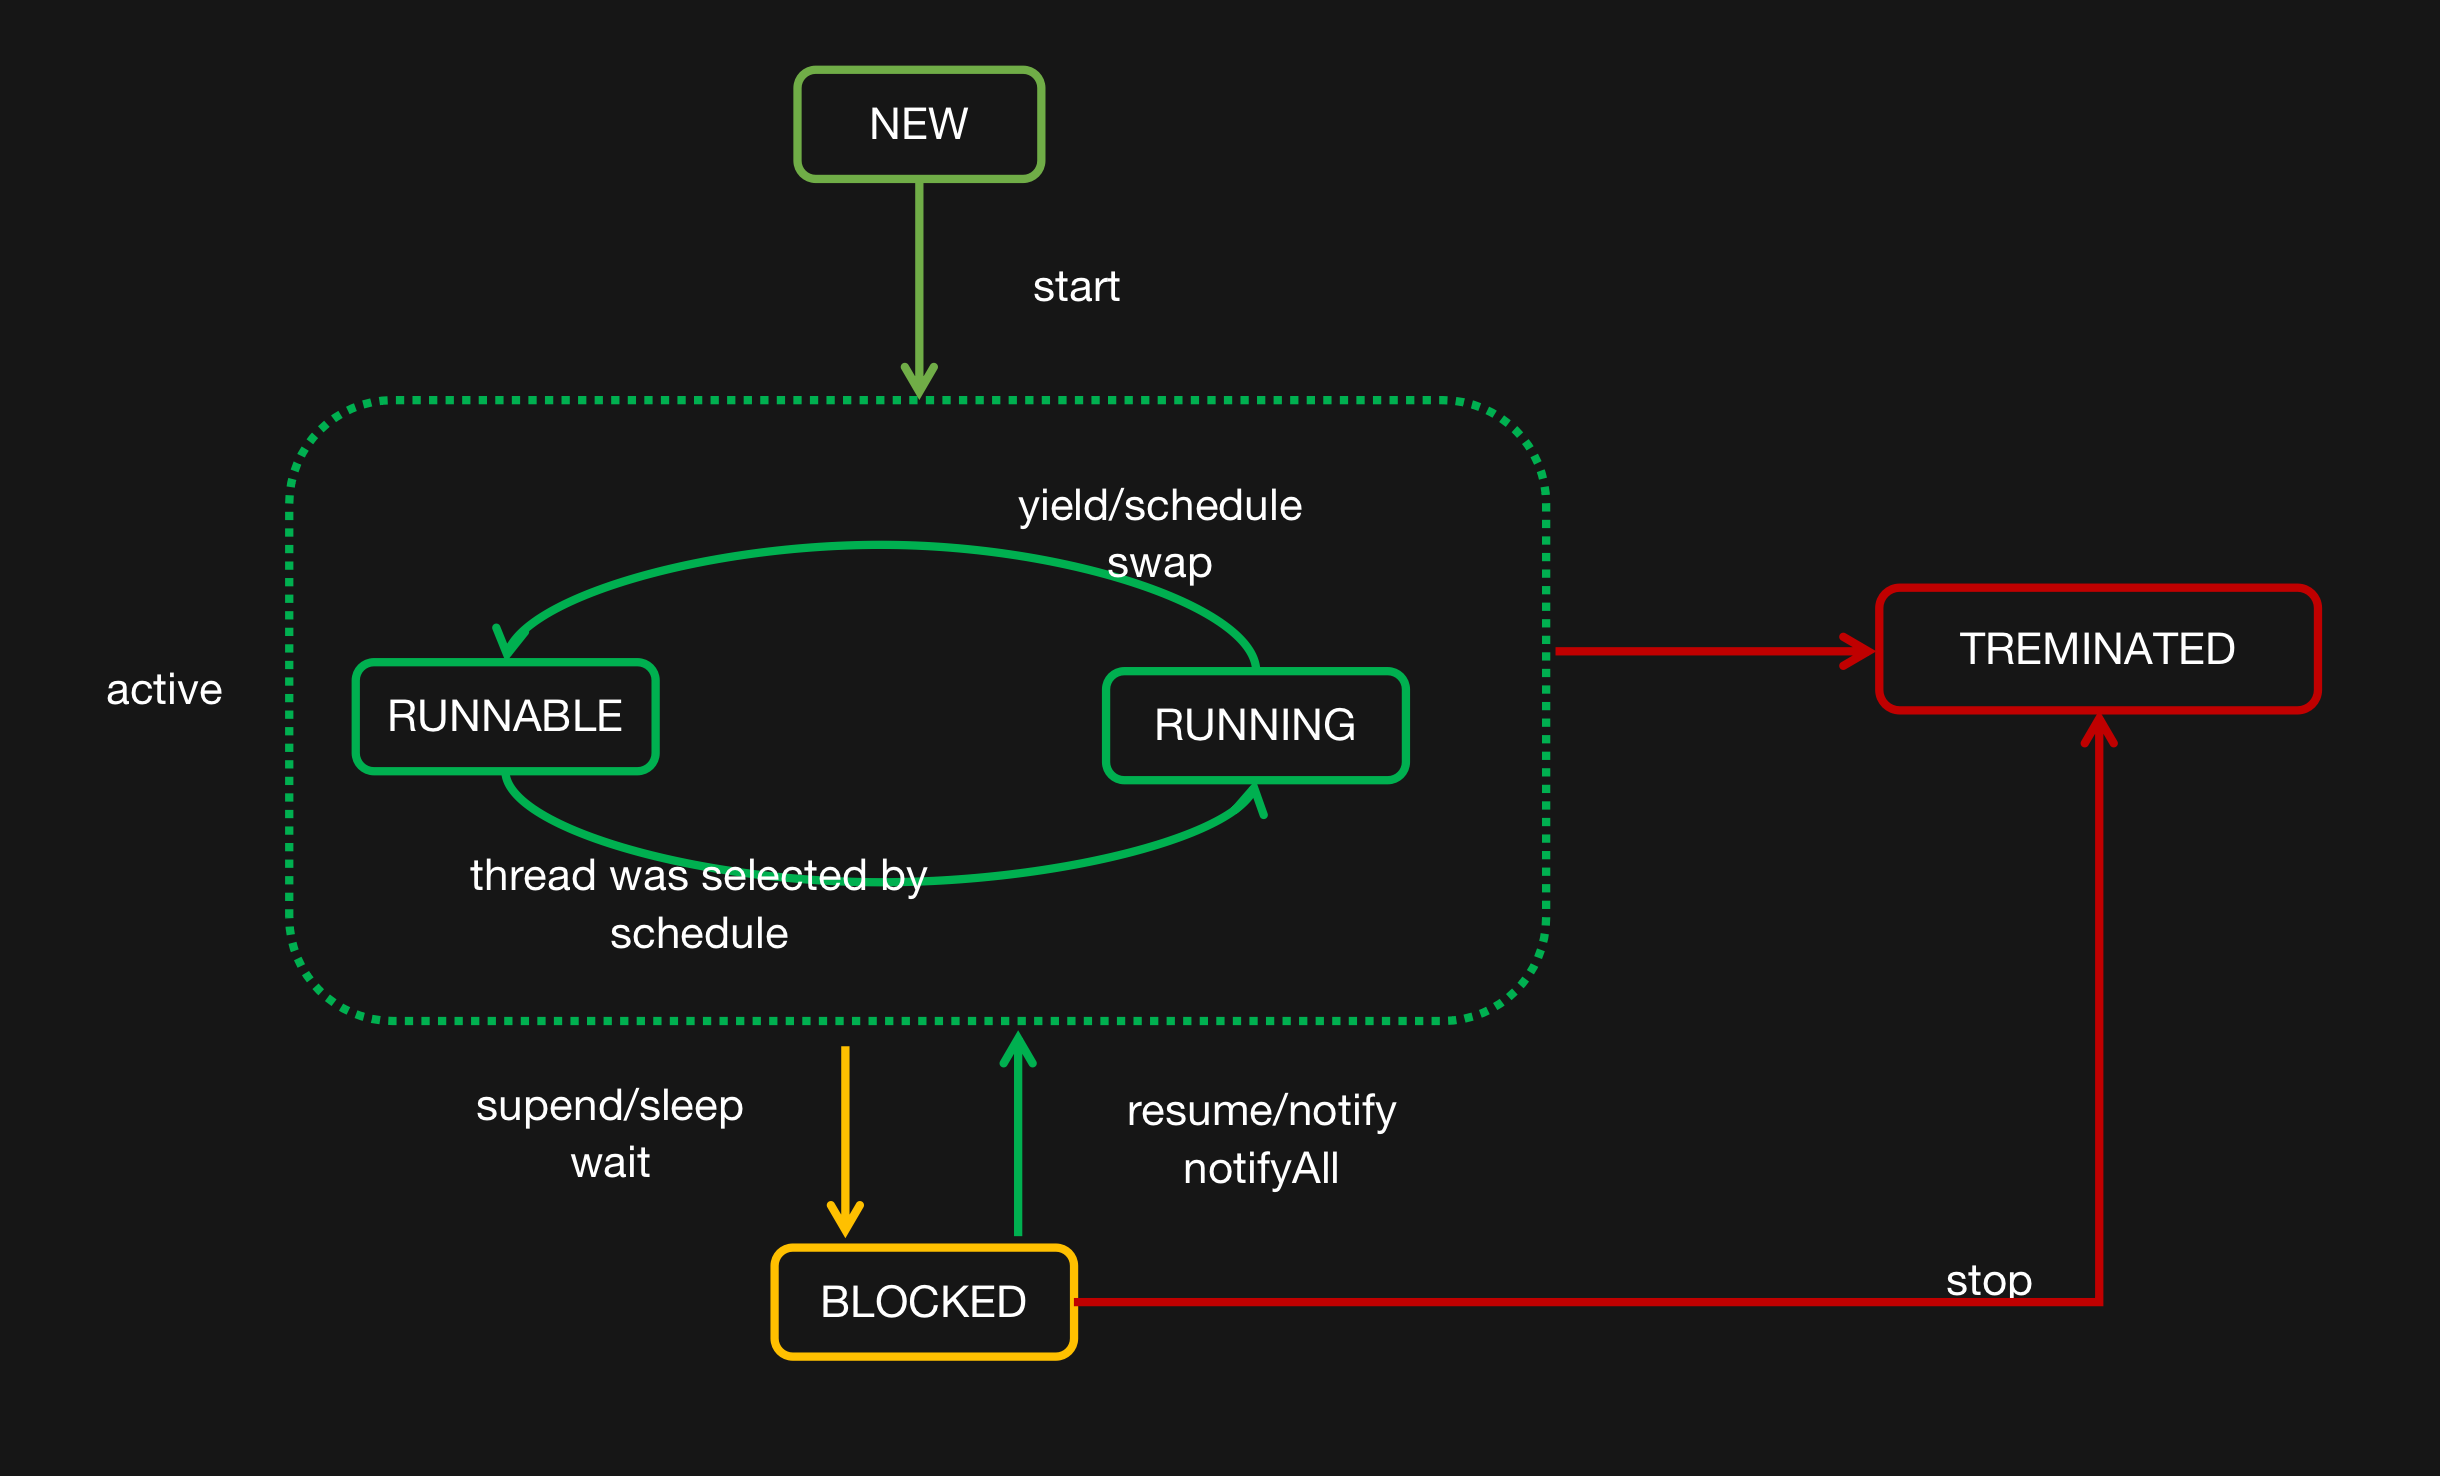 NEW
start
yield/schedule
swap
active
RUNNABLE
RUNNING
TREMINATED
thread was selected by
schedule
supend/sleep
wait
resume/notify
notifyAll
BLOCKED
stop